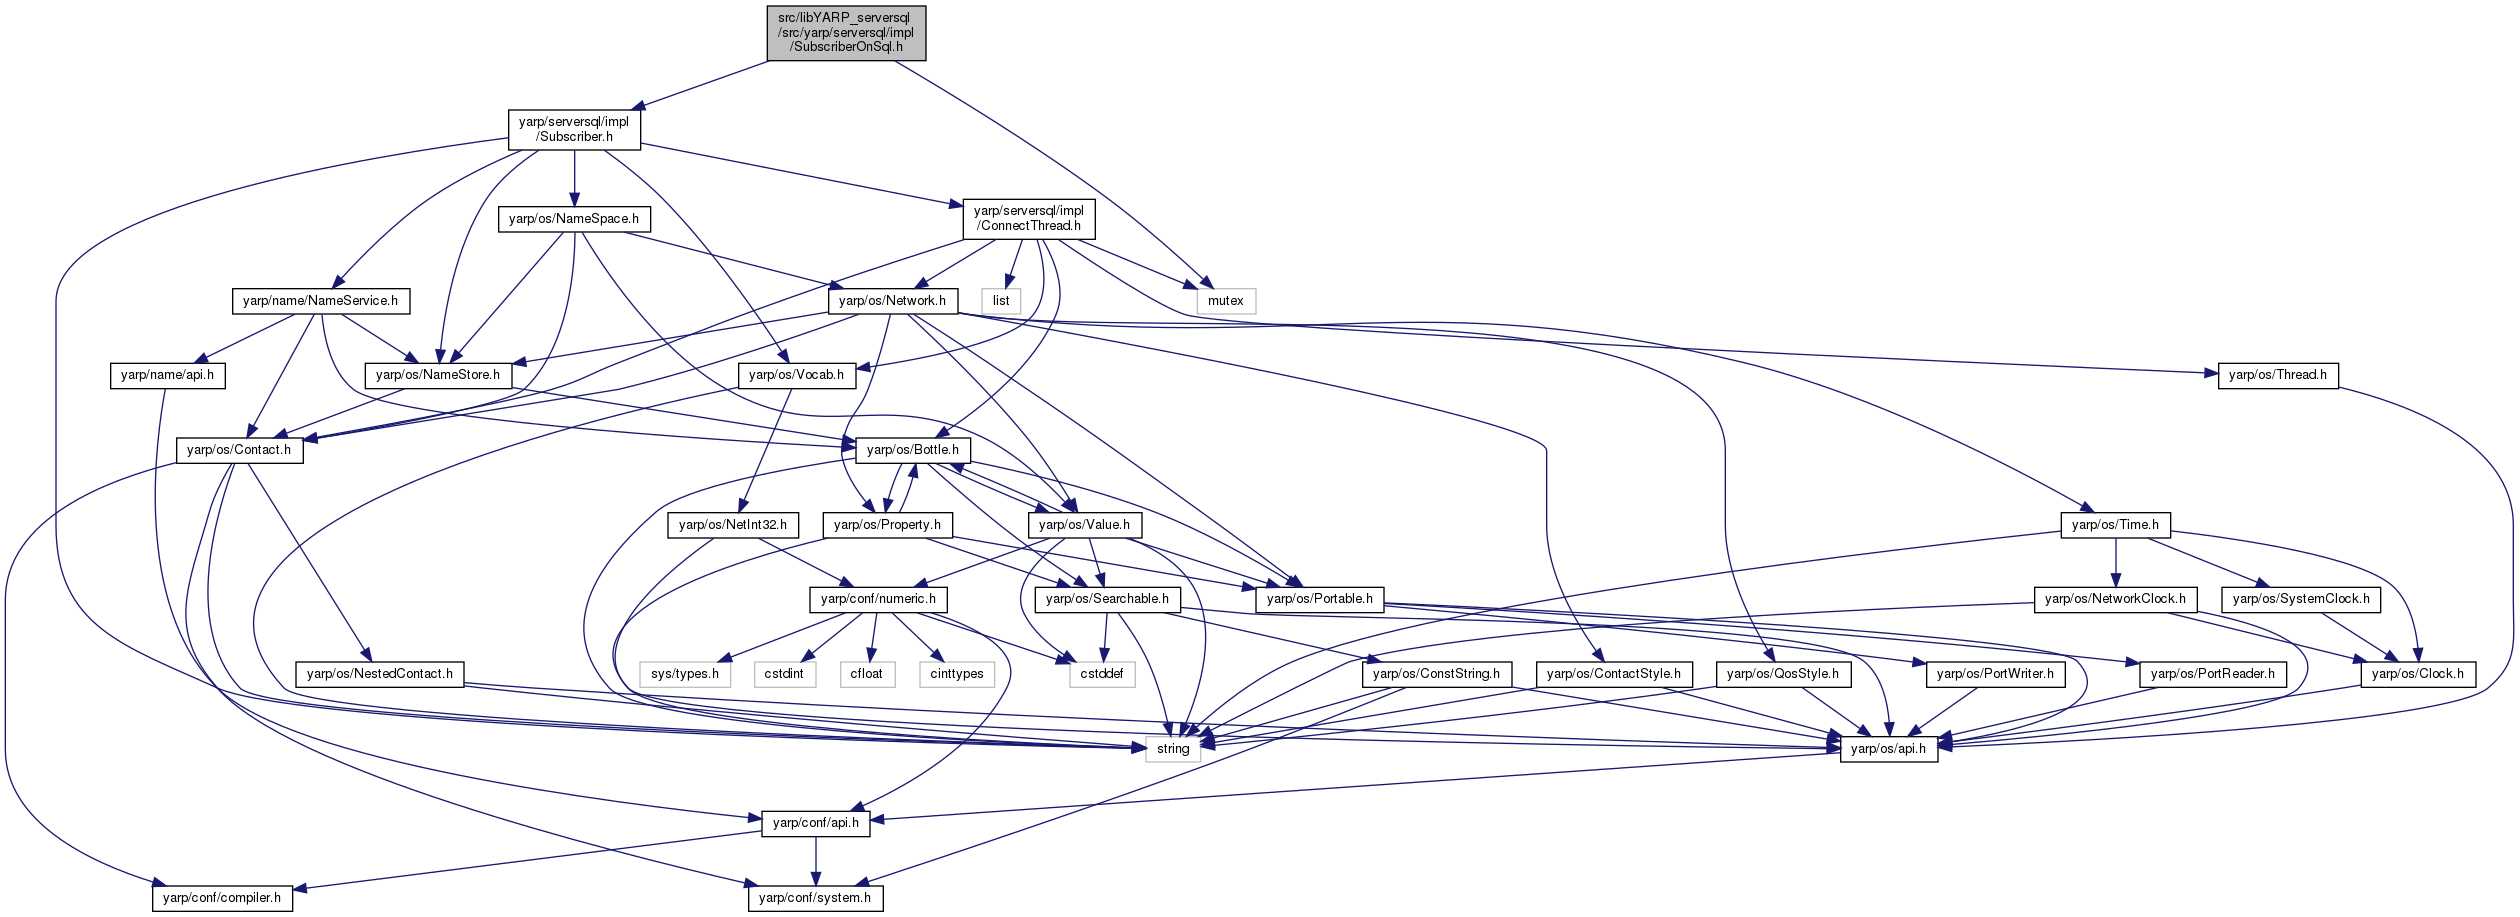 src/libYARP_serversql
/src/yarp/serversql/impl
/SubscriberOnSql.h
yarp/serversql/impl
/Subscriber.h
yarp/os/NameSpace.h
yarp/serversql/impl
/ConnectThread.h
yarp/name/NameService.h
yarp/os/Network.h
list
mutex
yarp/name/api.h
yarp/os/NameStore.h
yarp/os/Vocab.h
yarp/os/Thread.h
yarp/os/Contact.h
yarp/os/Bottle.h
yarp/os/NetInt32.h
yarp/os/Property.h
yarp/os/Value.h
yarp/os/Time.h
yarp/conf/numeric.h
yarp/os/Searchable.h
yarp/os/Portable.h
yarp/os/NetworkClock.h
yarp/os/SystemClock.h
yarp/os/NestedContact.h
sys/types.h
cstdint
cfloat
cinttypes
cstddef
yarp/os/ConstString.h
yarp/os/ContactStyle.h
yarp/os/QosStyle.h
yarp/os/PortWriter.h
yarp/os/PortReader.h
yarp/os/Clock.h
string
yarp/os/api.h
yarp/conf/api.h
yarp/conf/compiler.h
yarp/conf/system.h